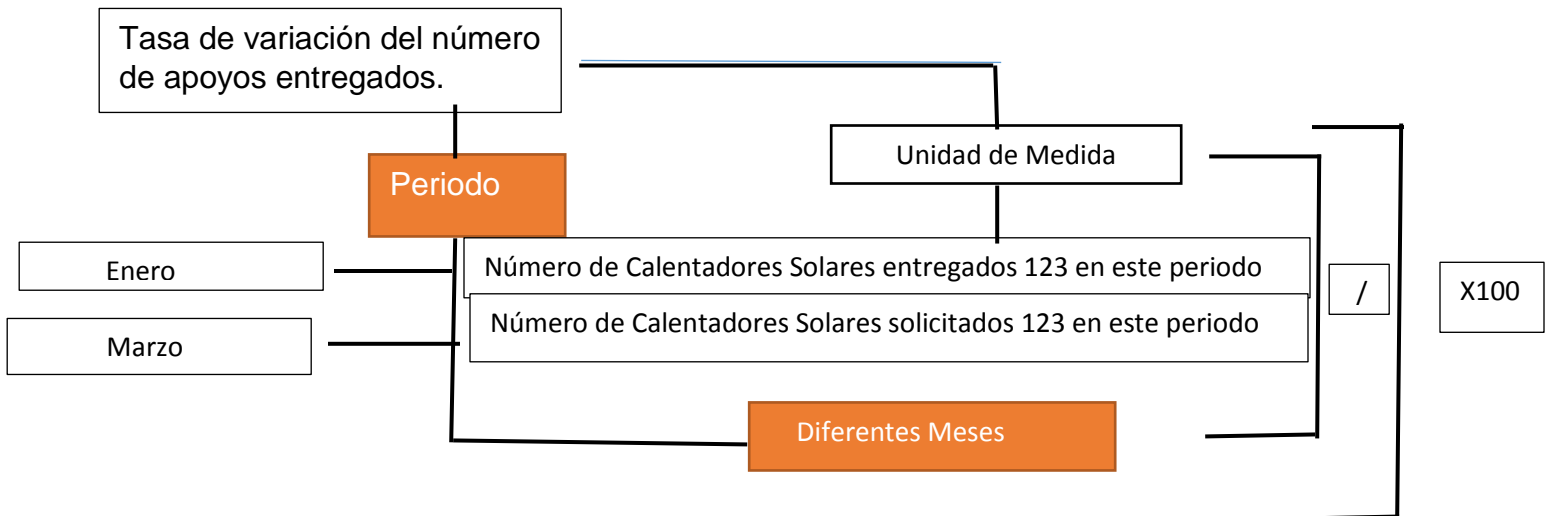 Tasa de variación del número
de apoyos entregados.
Unidad de Medida
Periodo
Enero
Número de Calentadores Solares entregados 123 en este periodo
/
X100
Marzo
Número de Calentadores Solares solicitados 123 en este periodo
Diferentes Meses